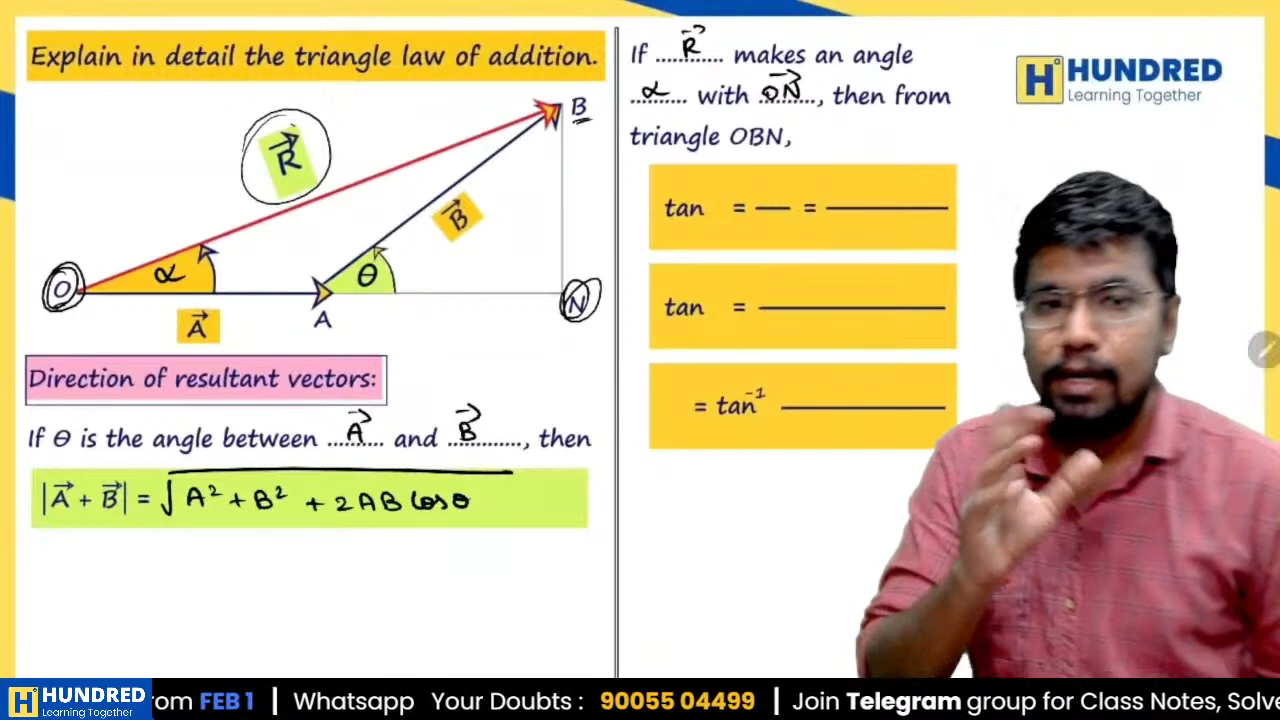 Explain in detail the triangle law of addition.
R⃗
B
B⃗
α
θ
O
A
N
A⃗
Direction of resultant vectors:
If θ is the angle between ...A⃗... and ...B⃗..., then
|A⃗ + B⃗| = √A² + B² + 2AB cosθ
If ...R⃗... makes an angle
...α... with ...ON⃗..., then from
triangle OBN,
tan = — = ———
tan = ———
= tan⁻¹ ———
H HUNDRED
Learning Together
H HUNDRED
Learning Together
rom FEB 1 | Whatsapp Your Doubts : 90055 04499 | Join Telegram group for Class Notes, Solve